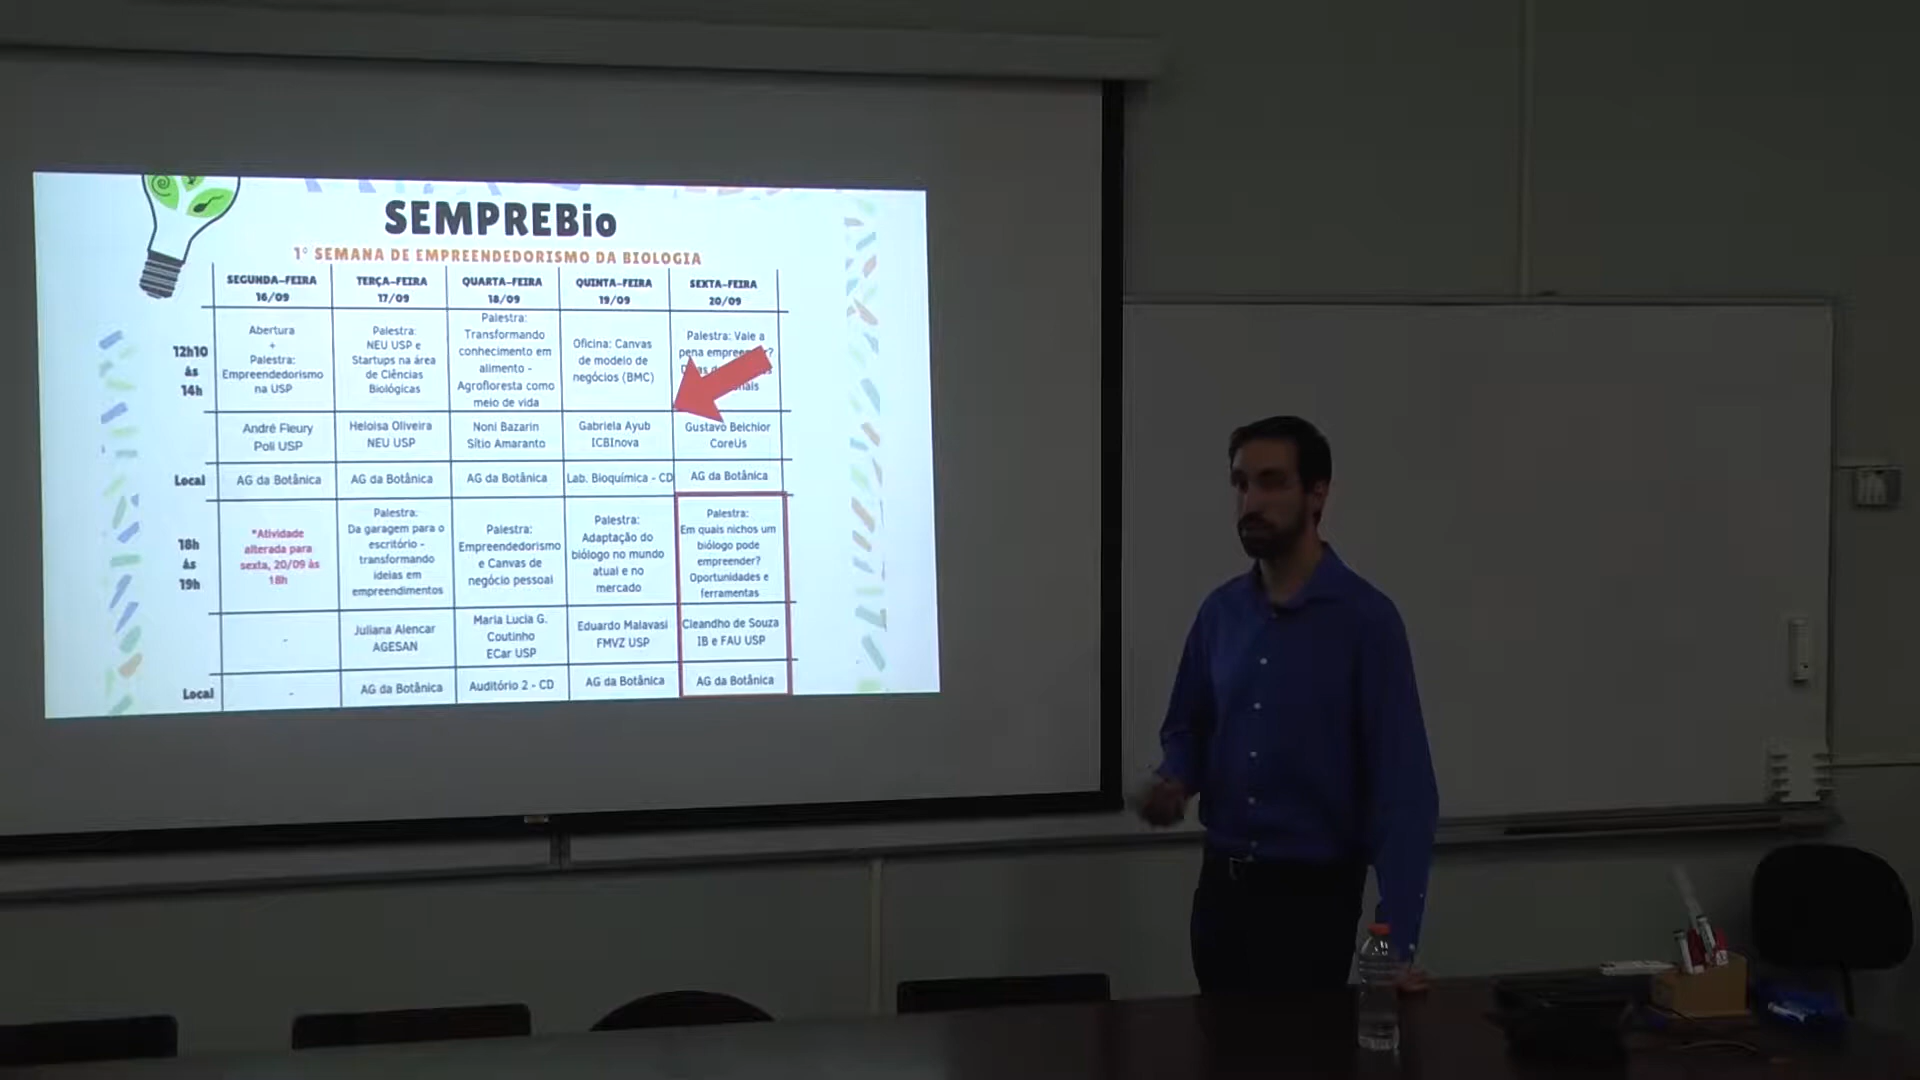 SEMPREBio
1° SEMANA DE EMPREENDEDORISMO DA BIOLOGIA
SEGUNDA-FEIRA
16/09
TERÇA-FEIRA
17/09
QUARTA-FEIRA
18/09
QUINTA-FEIRA
19/09
SEXTA-FEIRA
20/09
12h10
às
14h
Abertura
+
Palestra:
Empreendedorismo
na USP
Palestra:
NEU USP e
Startups na área
de Ciências
Biológicas
Palestra:
Transformando
conhecimento em
alimento -
Agrofloresta como
meio de vida
Oficina: Canvas
de modelo de
negócios (BMC)
Palestra: Vale a
pena
André Fleury
Poli USP
Heloisa Oliveira
NEU USP
Noni Bazarin
Sítio Amaranto
Gabriela Ayub
ICBInova
Gustavo Belchior
CoreUs
Local
AG da Botânica
AG da Botânica
AG da Botânica
Lab. Bioquímica - CD
AG da Botânica
18h
às
19h
*Atividade
alterada para
sexta, 20/09 às
18h
Palestra:
Da garagem para o
escritório -
transformando
ideias em
empreendimentos
Palestra:
Empreendedorismo
e Canvas de
negócio pessoal
Palestra:
Adaptação do
biólogo no mundo
atual e no
mercado
Palestra:
Em quais nichos um
biólogo pode
empreender?
Oportunidades e
ferramentas
-
Juliana Alencar
AGESAN
Maria Lucia G.
Coutinho
ECar USP
Eduardo Malavasi
FMVZ USP
Cleandho de Souza
IB e FAU USP
Local
-
AG da Botânica
Auditório 2 - CD
AG da Botânica
AG da Botânica